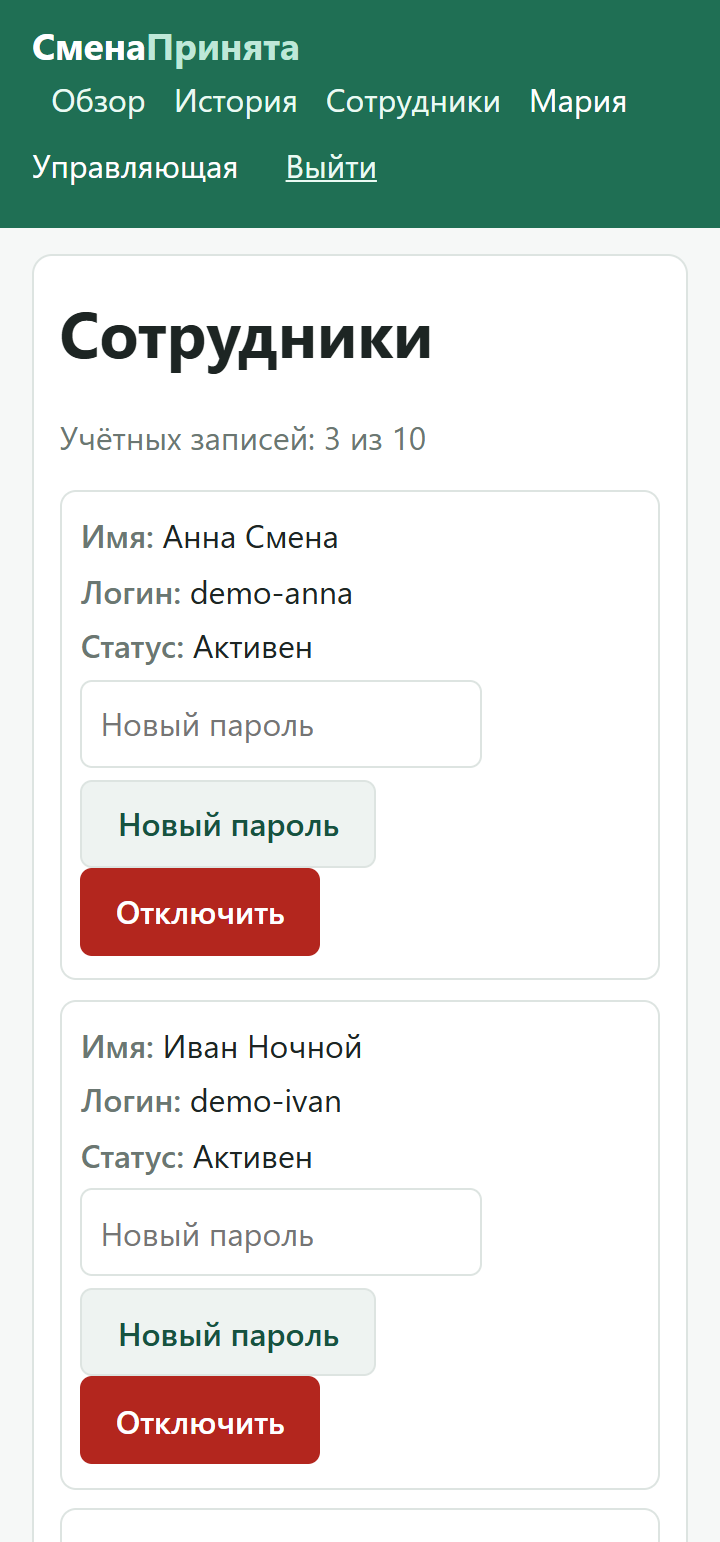 СменаПринята
Обзор История Сотрудники Мария
Управляющая Выйти
Сотрудники
Учётных записей: 3 из 10
Имя: Анна Смена
Логин: demo-anna
Статус: Активен
Новый пароль
Новый пароль
Отключить
Имя: Иван Ночной
Логин: demo-ivan
Статус: Активен
Новый пароль
Новый пароль
Отключить